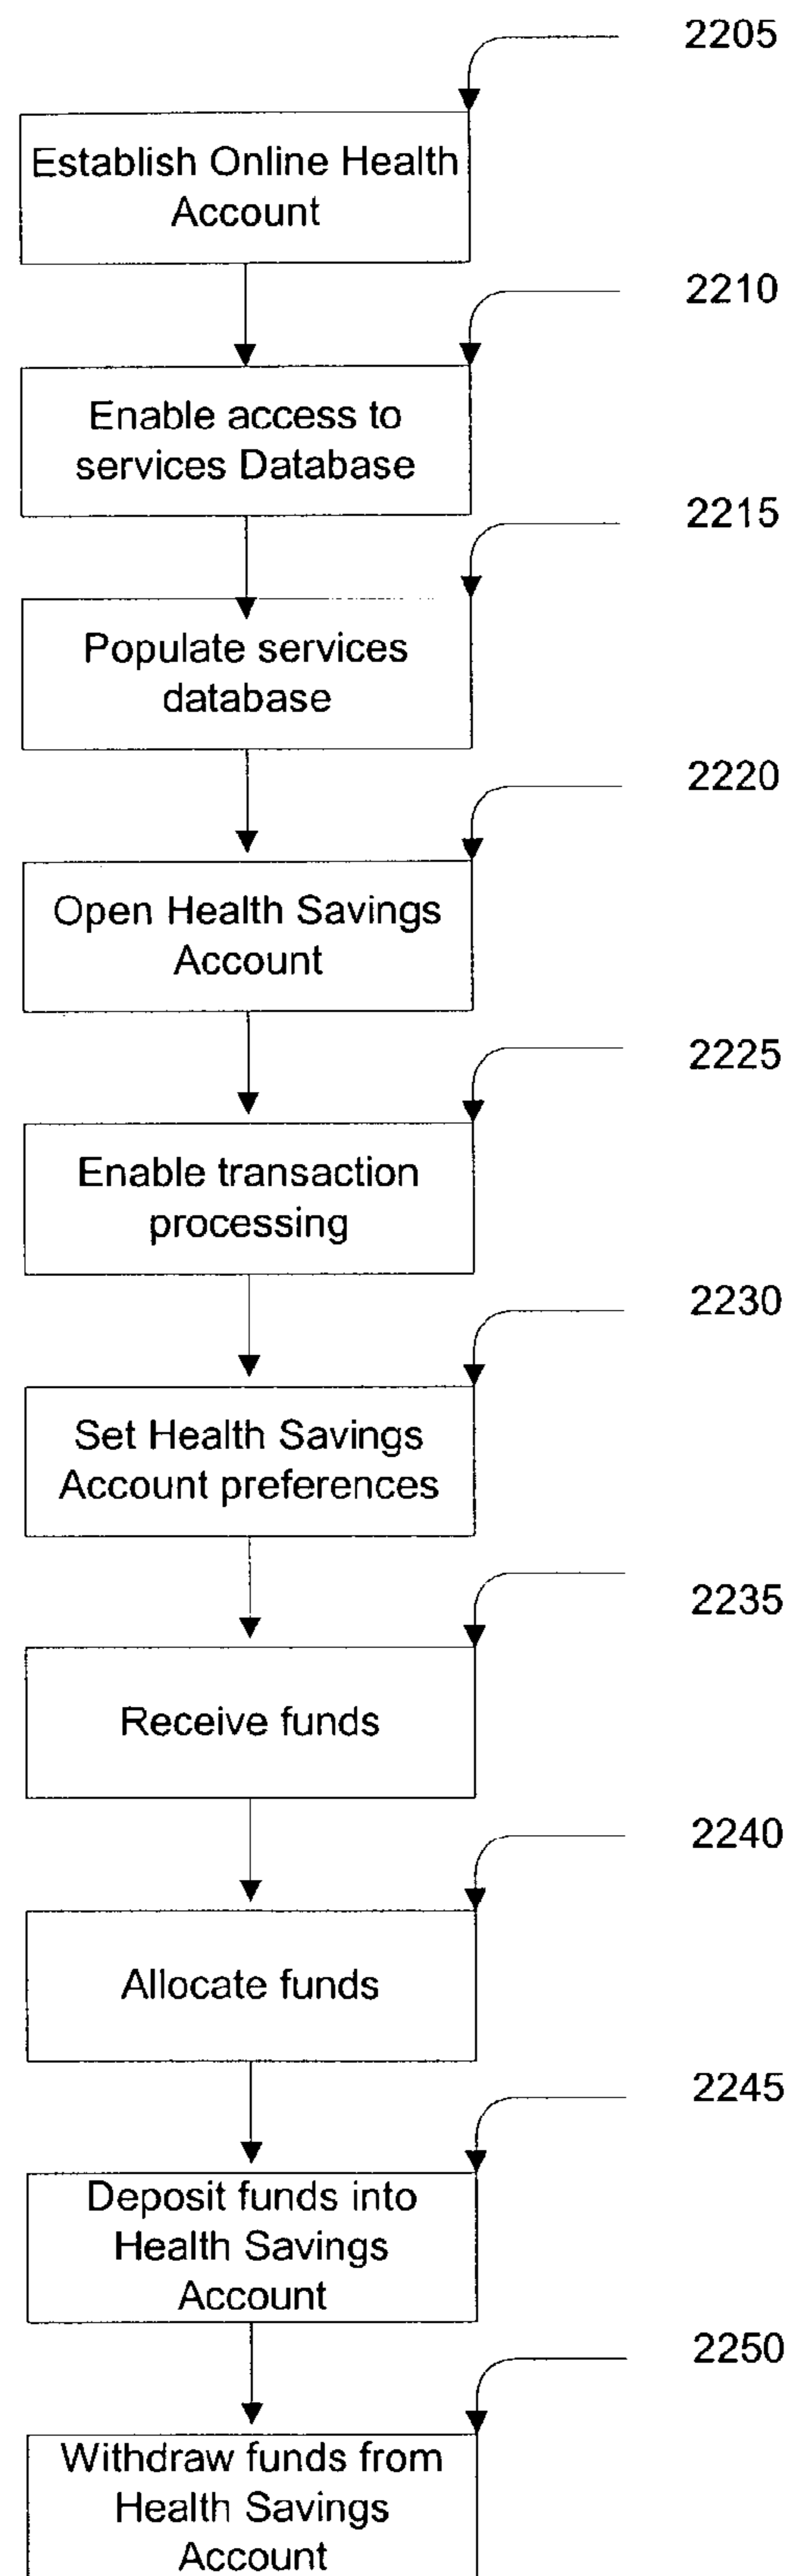 2205
Establish Online Health
Account
2210
Enable access to
services Database
2215
Populate services
database
2220
Open Health Savings
Account
2225
Enable transaction
processing
2230
Set Health Savings
Account preferences
2235
Receive funds
2240
Allocate funds
2245
Deposit funds into
Health Savings
Account
2250
Withdraw funds from
Health Savings
Account